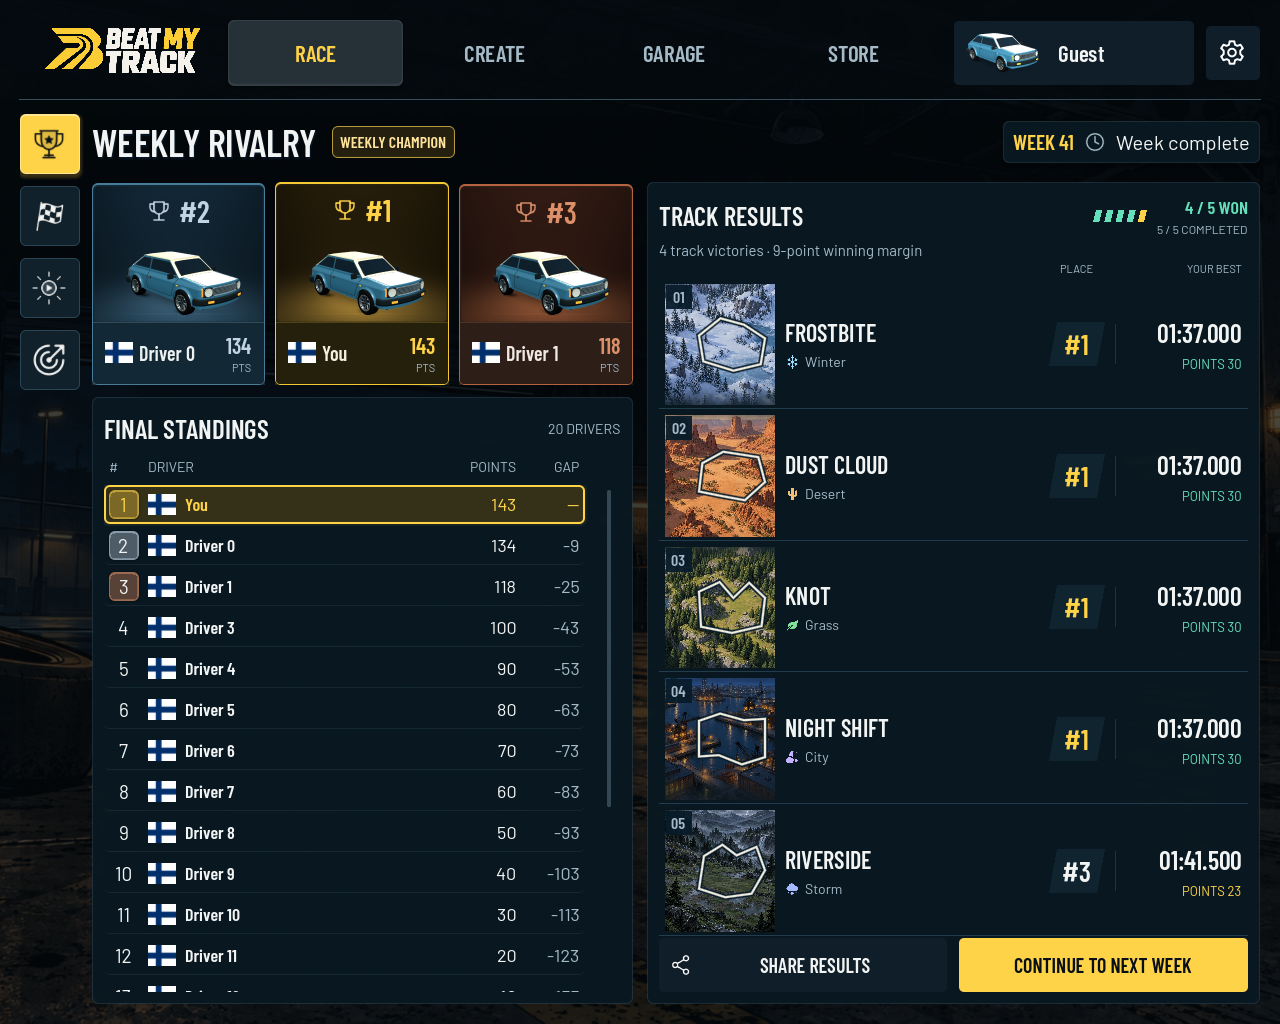 BEAT MY TRACK
RACE
CREATE
GARAGE
STORE
Guest
WEEKLY RIVALRY
WEEKLY CHAMPION
WEEK 41
Week complete
#2
Driver 0
134
PTS
#1
You
143
PTS
#3
Driver 1
118
PTS
FINAL STANDINGS
20 DRIVERS
# DRIVER POINTS GAP
1 You 143 —
2 Driver 0 134 -9
3 Driver 1 118 -25
4 Driver 3 100 -43
5 Driver 4 90 -53
6 Driver 5 80 -63
7 Driver 6 70 -73
8 Driver 7 60 -83
9 Driver 8 50 -93
10 Driver 9 40 -103
11 Driver 10 30 -113
12 Driver 11 20 -123
TRACK RESULTS
4 / 5 WON
5 / 5 COMPLETED
4 track victories · 9-point winning margin
PLACE YOUR BEST
01
FROSTBITE
Winter
#1
01:37.000
POINTS 30
02
DUST CLOUD
Desert
#1
01:37.000
POINTS 30
03
KNOT
Grass
#1
01:37.000
POINTS 30
04
NIGHT SHIFT
City
#1
01:37.000
POINTS 30
05
RIVERSIDE
Storm
#3
01:41.500
POINTS 23
SHARE RESULTS
CONTINUE TO NEXT WEEK